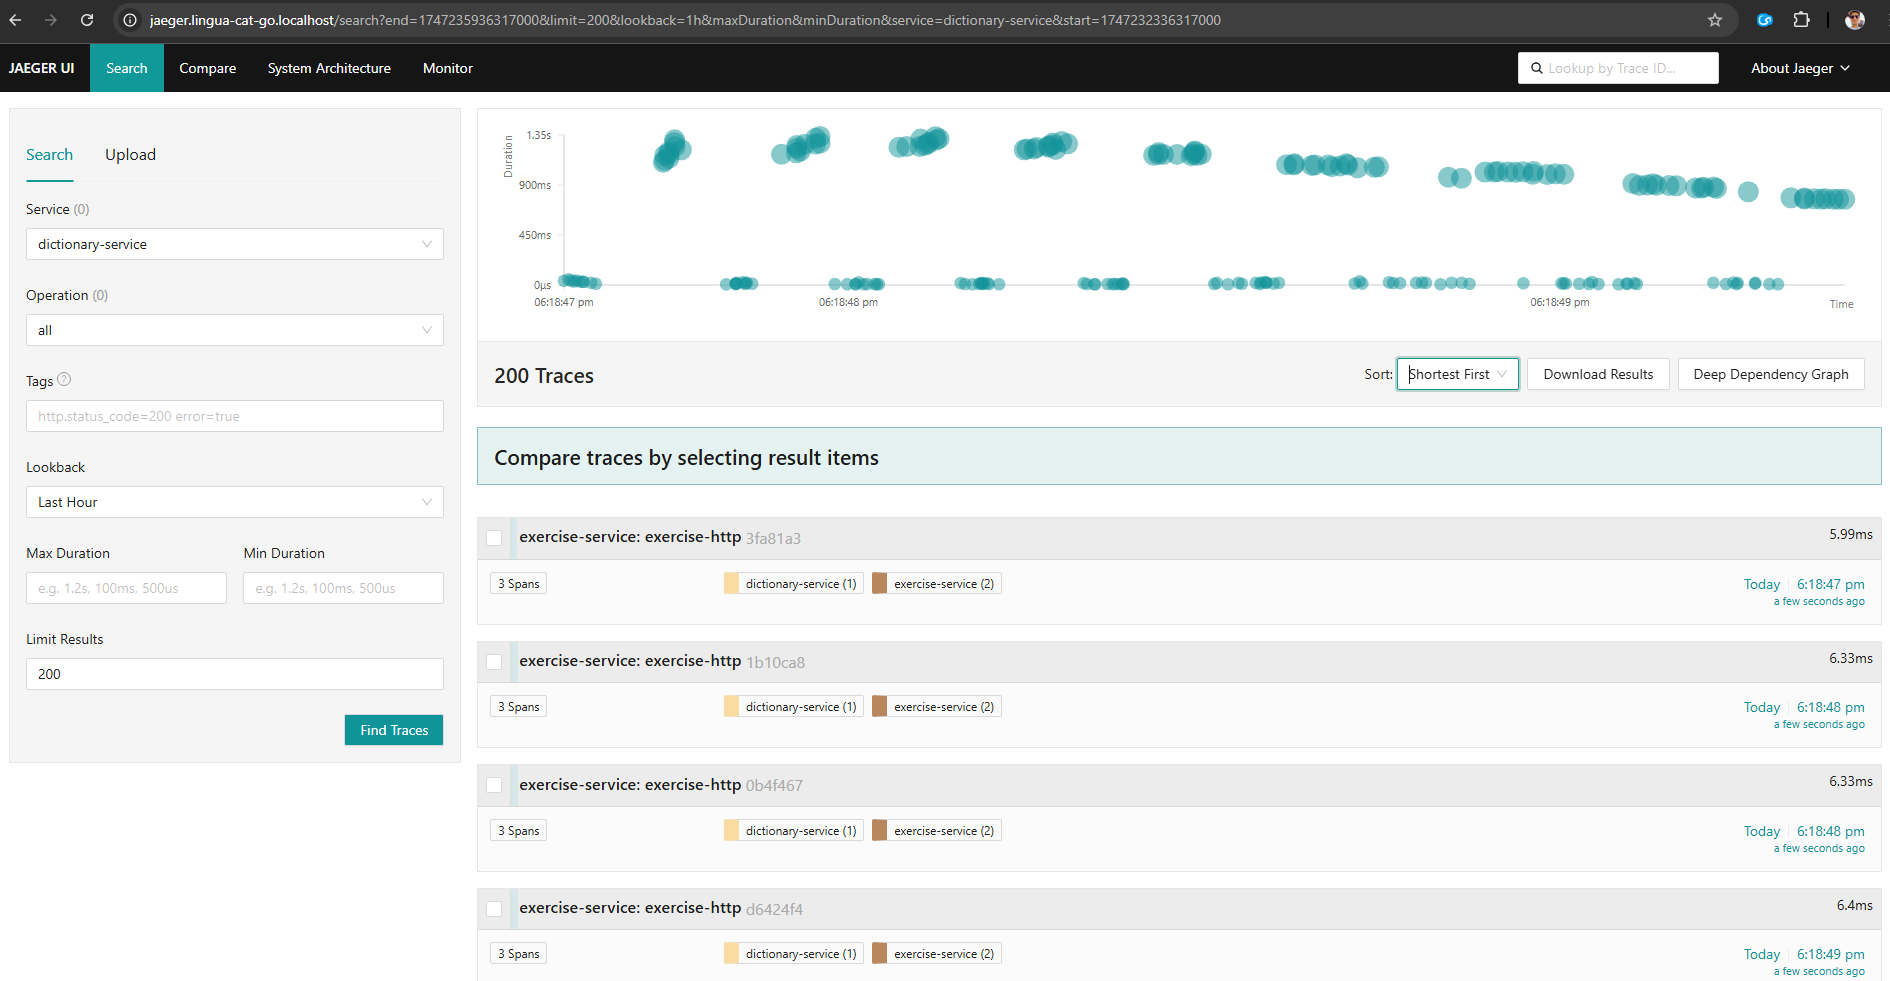 jaeger.lingua-cat-go.localhost/search?end=1747235936317000&limit=200&lookback=1h&maxDuration&minDuration&service=dictionary-service&start=1747232336317000
JAEGER UI Search Compare System Architecture Monitor Lookup by Trace ID... About Jaeger
Search Upload
Service (0)
dictionary-service
Operation (0)
all
Tags
http.status_code=200 error=true
Lookback
Last Hour
Max Duration Min Duration
e.g. 1.2s, 100ms, 500us e.g. 1.2s, 100ms, 500us
Limit Results
200
Find Traces
Duration
1.35s
900ms
450ms
0µs
06:18:47 pm 06:18:48 pm 06:18:49 pm Time
200 Traces Sort: Shortest First Download Results Deep Dependency Graph
Compare traces by selecting result items
exercise-service: exercise-http 3fa81a3 5.99ms
3 Spans dictionary-service (1) exercise-service (2) Today 6:18:47 pm
a few seconds ago
exercise-service: exercise-http 1b10ca8 6.33ms
3 Spans dictionary-service (1) exercise-service (2) Today 6:18:48 pm
a few seconds ago
exercise-service: exercise-http 0b4f467 6.33ms
3 Spans dictionary-service (1) exercise-service (2) Today 6:18:48 pm
a few seconds ago
exercise-service: exercise-http d6424f4 6.4ms
3 Spans dictionary-service (1) exercise-service (2) Today 6:18:49 pm
a few seconds ago